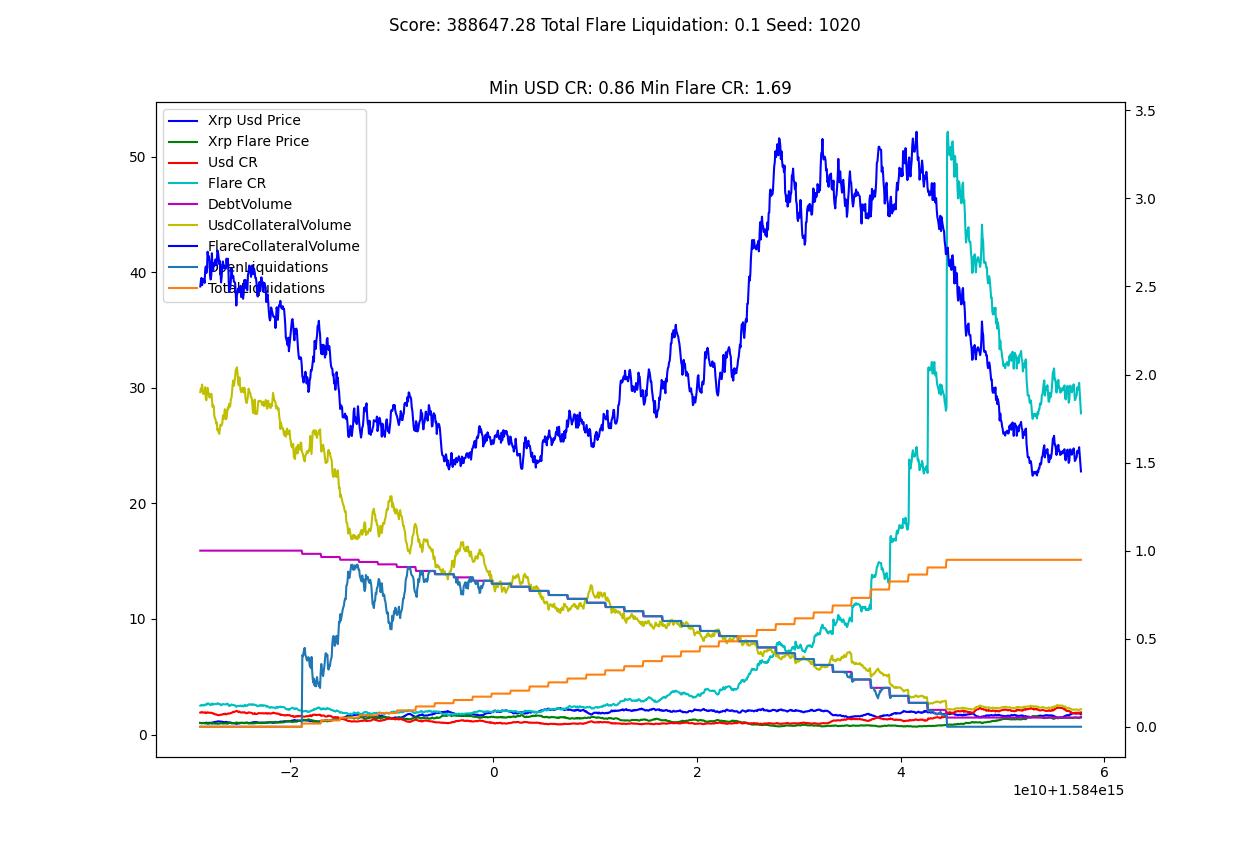 Score: 388647.28 Total Flare Liquidation: 0.1 Seed: 1020
Min USD CR: 0.86 Min Flare CR: 1.69
Xrp Usd Price
Xrp Flare Price
Usd CR
Flare CR
DebtVolume
UsdCollateralVolume
FlareCollateralVolume
OpenLiquidations
TotalLiquidations
50
40
30
20
10
0
3.5
3.0
2.5
2.0
1.5
1.0
0.5
0.0
−2
0
2
4
6
1e10+1.584e15